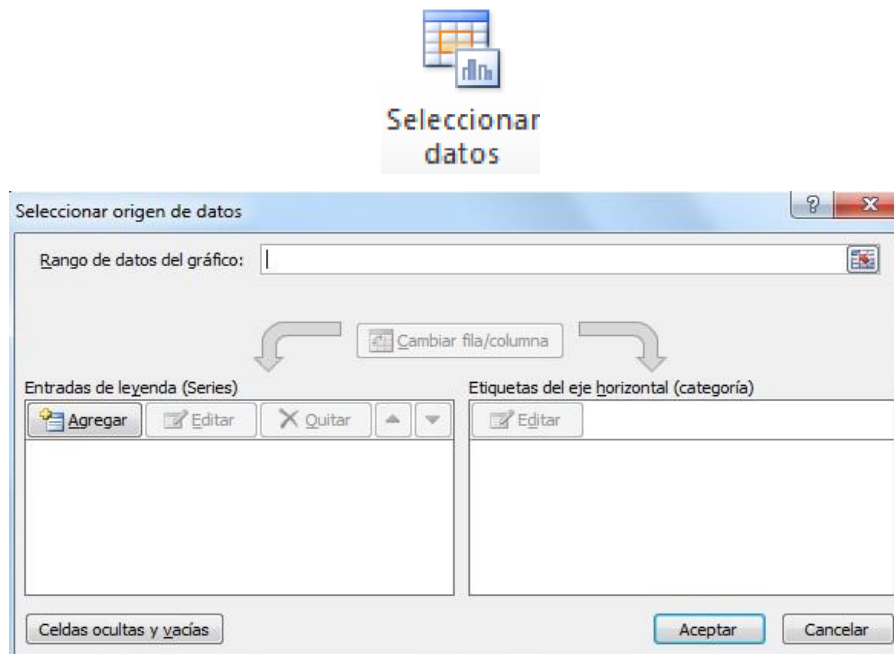 Seleccionar
datos
Seleccionar origen de datos
Rango de datos del gráfico:
Cambiar fila/columna
Entradas de leyenda (Series)
Etiquetas del eje horizontal (categoría)
Agregar Editar Quitar
Editar
Celdas ocultas y vacías
Aceptar Cancelar